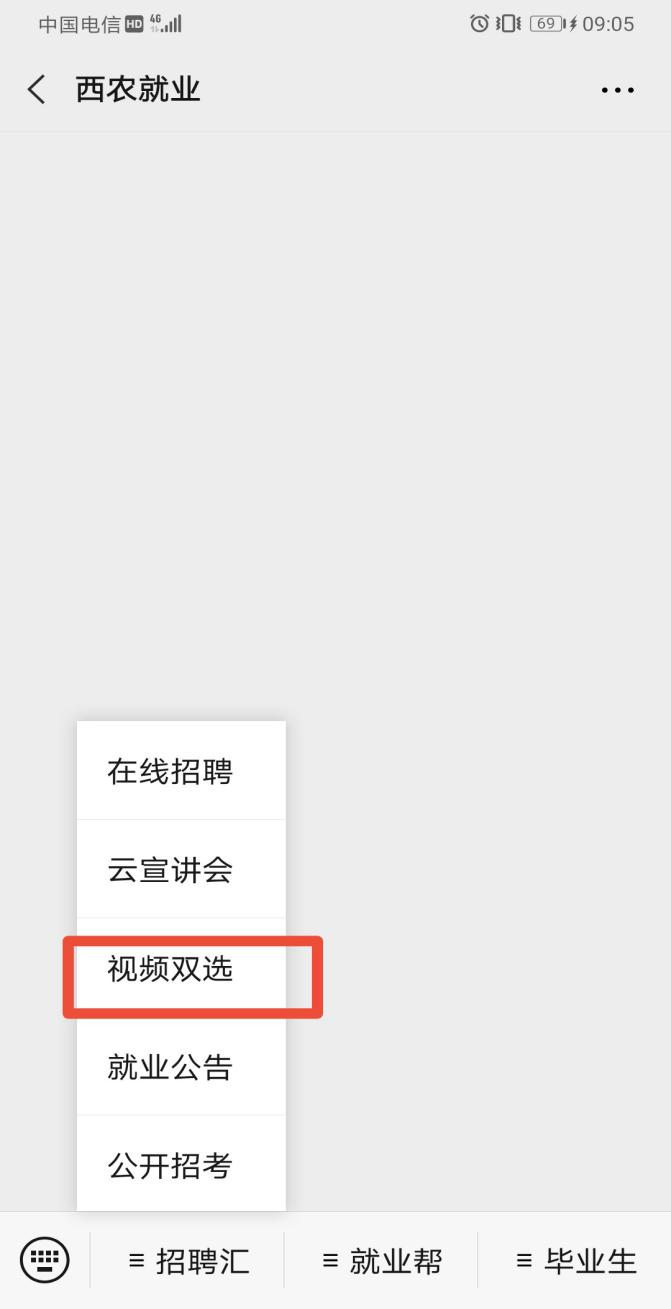 中国电信 HD 4G 69 09:05
西农就业
在线招聘
云宣讲会
视频双选
就业公告
公开招考
招聘汇 就业帮 毕业生